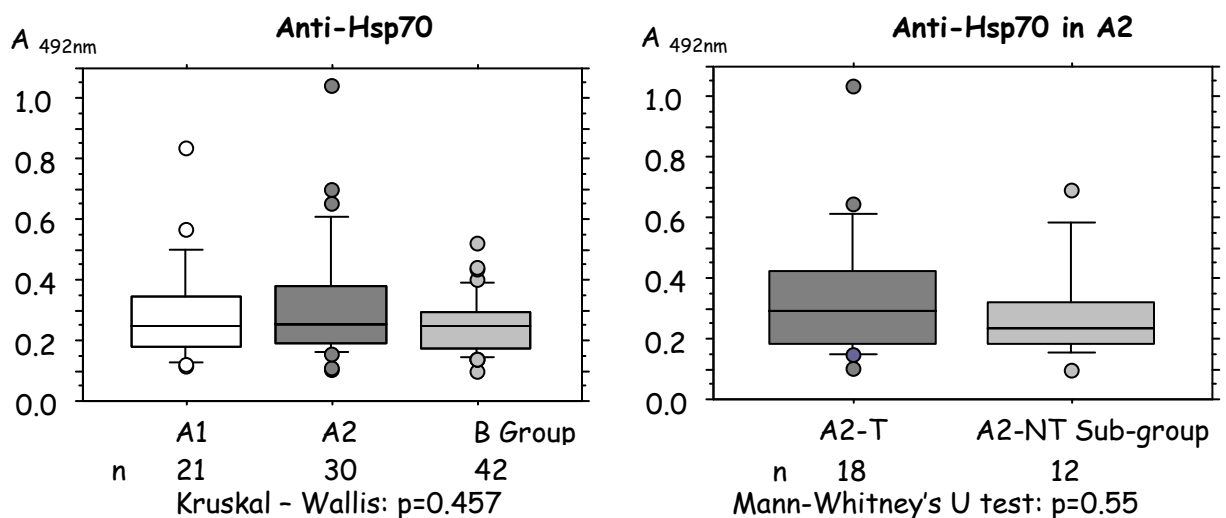 Anti-Hsp70
A 492nm
1.0
0.8
0.6
0.4
0.2
0.0
A1 A2 B Group
n 21 30 42
Kruskal – Wallis: p=0.457
Anti-Hsp70 in A2
A 492nm
1.0
0.8
0.6
0.4
0.2
0.0
A2-T A2-NT Sub-group
n 18 12
Mann-Whitney’s U test: p=0.55